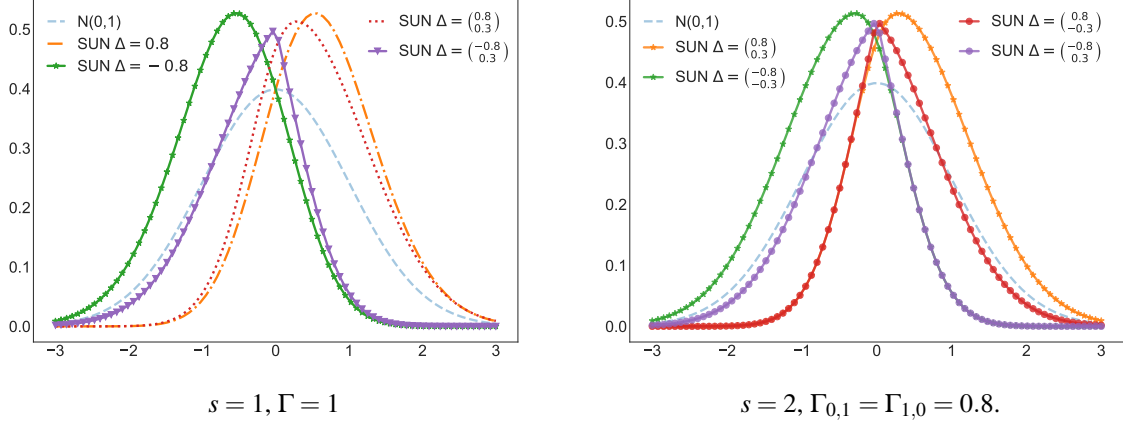 N(0,1)
SUN Δ = 0.8
SUN Δ = −0.8
SUN Δ = (0.8 0.3)
SUN Δ = (−0.8 0.3)
0.5
0.4
0.3
0.2
0.1
0.0
−3 −2 −1 0 1 2 3
s = 1, Γ = 1
N(0,1)
SUN Δ = (0.8 0.3)
SUN Δ = (−0.8 −0.3)
SUN Δ = (0.8 −0.3)
SUN Δ = (−0.8 0.3)
0.5
0.4
0.3
0.2
0.1
0.0
−3 −2 −1 0 1 2 3
s = 2, Γ0,1 = Γ1,0 = 0.8.